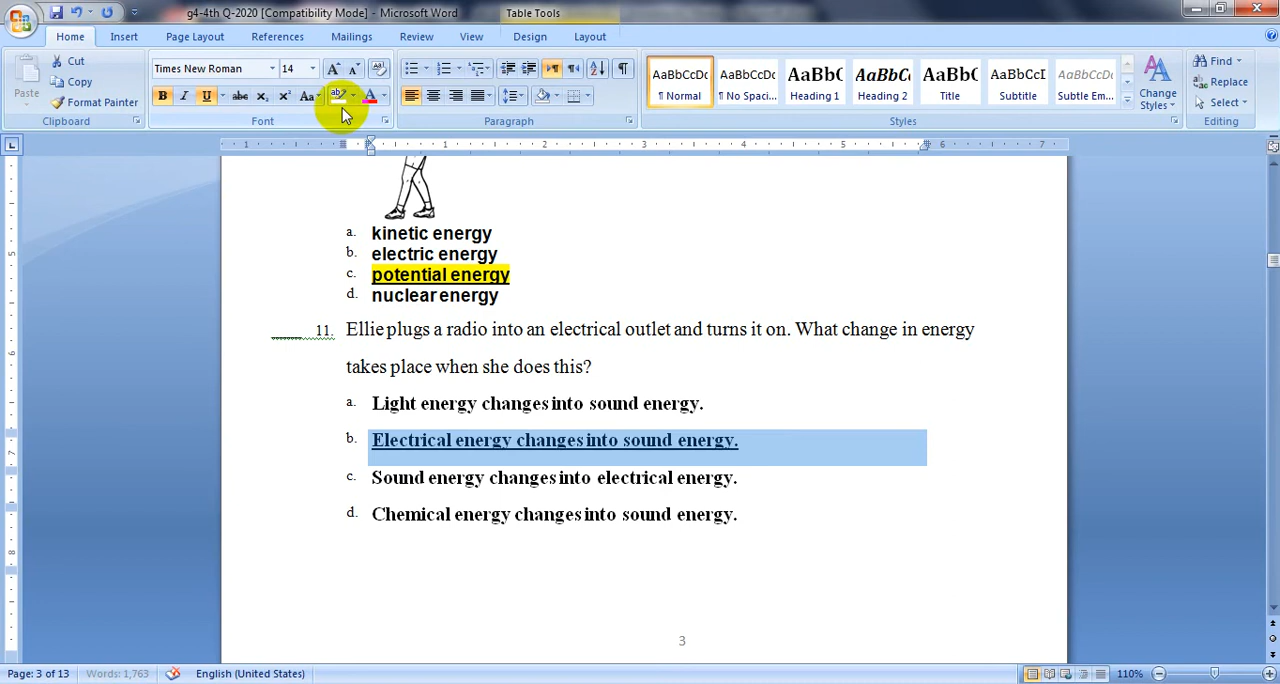 g4-4th Q-2020 [Compatibility Mode] - Microsoft Word
Table Tools
Home Insert Page Layout References Mailings Review View Design Layout
Paste
Cut
Copy
Format Painter
Clipboard
Times New Roman 14
Font
Paragraph
AaBbCcDc AaBbCcDc AaBbC AaBbC AaBbC AaBbCcI AaBbCcDc
¶ Normal ¶ No Spaci... Heading 1 Heading 2 Title Subtitle Subtle Em...
Styles
Change Styles
Find
Replace
Select
Editing
a. kinetic energy
b. electric energy
c. potential energy
d. nuclear energy
11. Ellie plugs a radio into an electrical outlet and turns it on. What change in energy
takes place when she does this?
a. Light energy changes into sound energy.
b. Electrical energy changes into sound energy.
c. Sound energy changes into electrical energy.
d. Chemical energy changes into sound energy.
3
Page: 3 of 13 Words: 1,763 English (United States) 110%